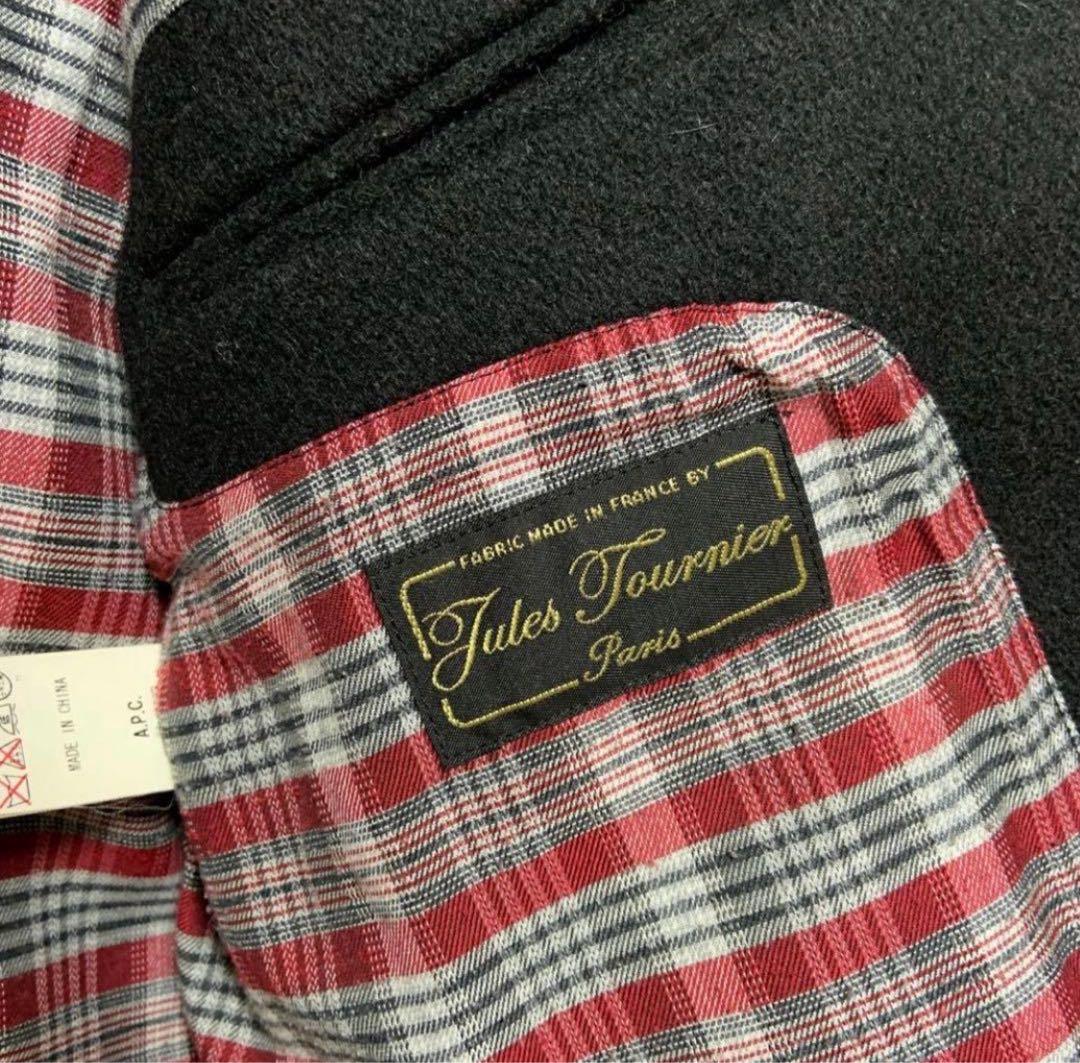 FABRIC MADE IN FRANCE BY
Jules Tournier
Paris
A.P.C.
MADE IN CHINA